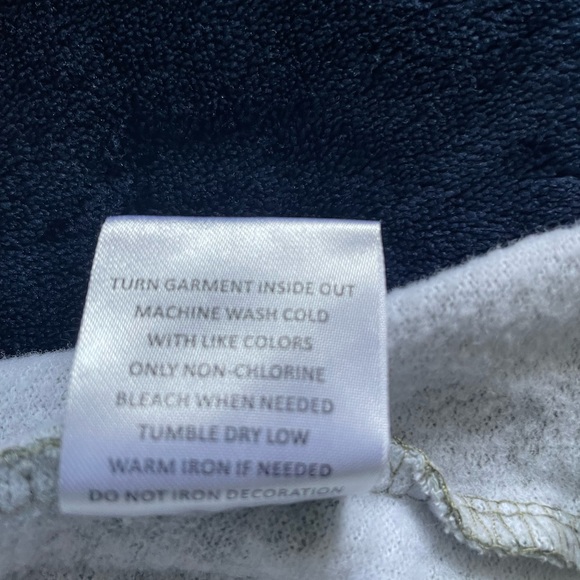 TURN GARMENT INSIDE OUT
MACHINE WASH COLD
WITH LIKE COLORS
ONLY NON-CHLORINE
BLEACH WHEN NEEDED
TUMBLE DRY LOW
WARM IRON IF NEEDED
DO NOT IRON DECORATION